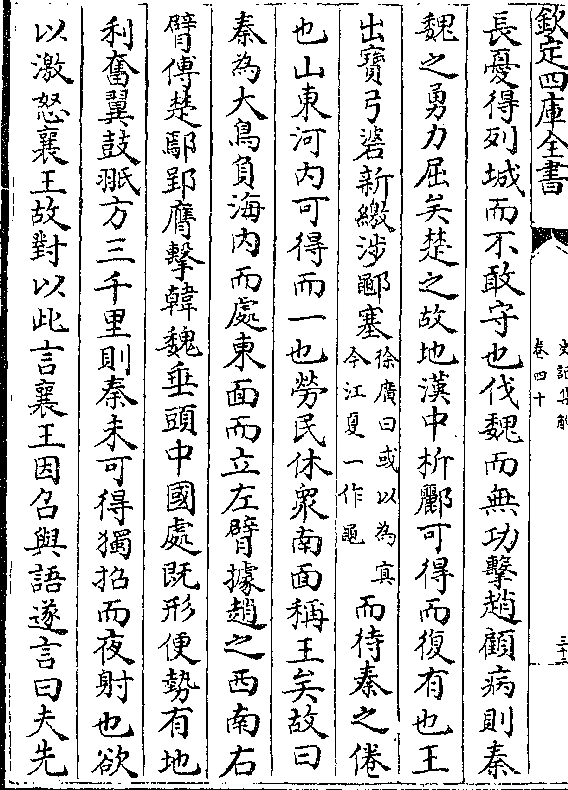 欽定四庫全書
史記集解
卷四十
三十二
長憂得列城而不敢守也伐魏而無功擊趙顧病則秦
魏之勇力屈矣楚之故地漢中析酈可得而復有也王
出寶弓碆新繳涉鄳塞徐廣曰或以為冥今江夏一作黽而待秦之倦
也山東河内可得而一也勞民休衆南面稱王矣故曰
秦為大鳥負海内而處東面而立左臂據趙之西南右
臂傅楚鄢郢膺擊韓魏垂頭中國處既形便勢有地
利奮翼鼓翄方三千里則秦未可得獨招而夜射也欲
以激怒襄王故對以此言襄王因召與語遂言曰夫先